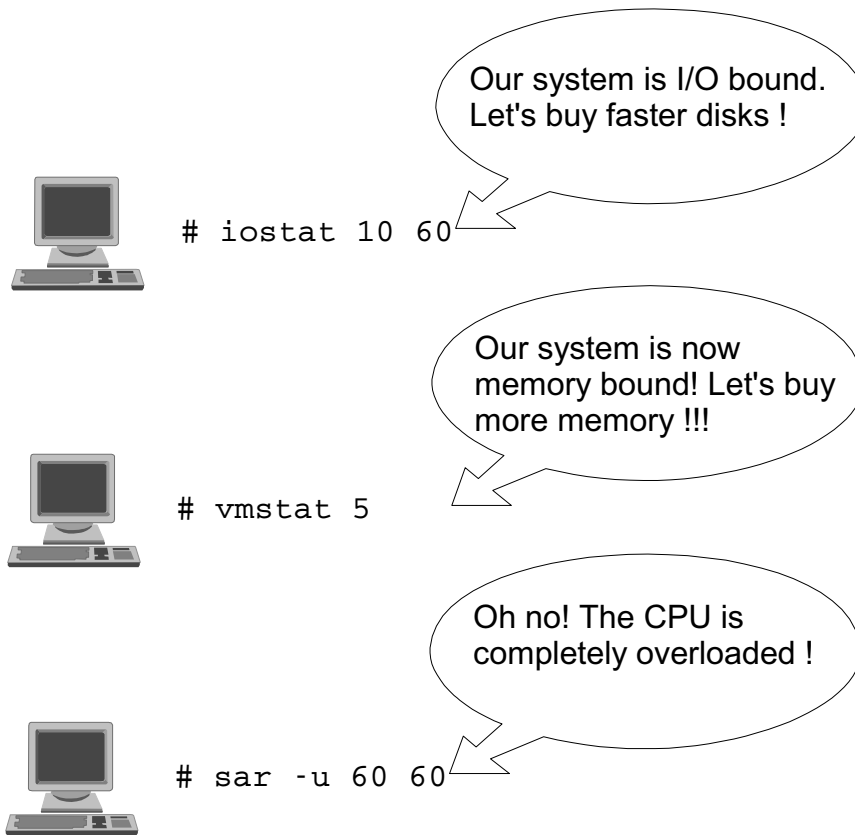 Our system is I/O bound.
Let's buy faster disks !
# iostat 10 60
Our system is now
memory bound! Let's buy
more memory !!!
# vmstat 5
Oh no! The CPU is
completely overloaded !
# sar -u 60 60